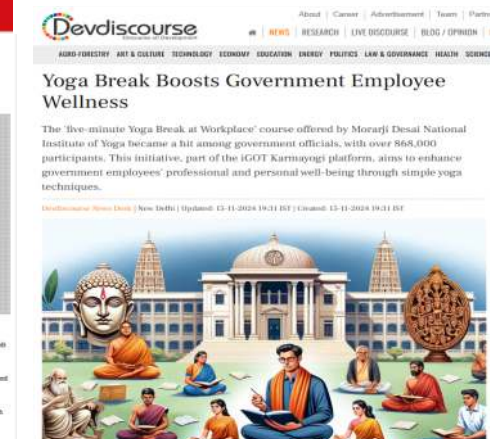 Devdiscourse
About | Career | Advertisement | Team | Partn
NEWS | RESEARCH | LIVE DISCOURSE | BLOG / OPINION |
AGRO-FORESTRY ART & CULTURE TECHNOLOGY ECONOMY EDUCATION ENERGY POLITICS LAW & GOVERNANCE HEALTH SCIENCE
Yoga Break Boosts Government Employee
Wellness
The 'five-minute Yoga Break at Workplace' course offered by Morarji Desai National
Institute of Yoga became a hit among government officials, with over 868,000
participants. This initiative, part of the iGOT Karmayogi platform, aims to enhance
government employees' professional and personal well-being through simple yoga
techniques.
Devdiscourse News Desk | New Delhi | Updated: 15-11-2024 19:31 IST | Created: 15-11-2024 19:31 IST